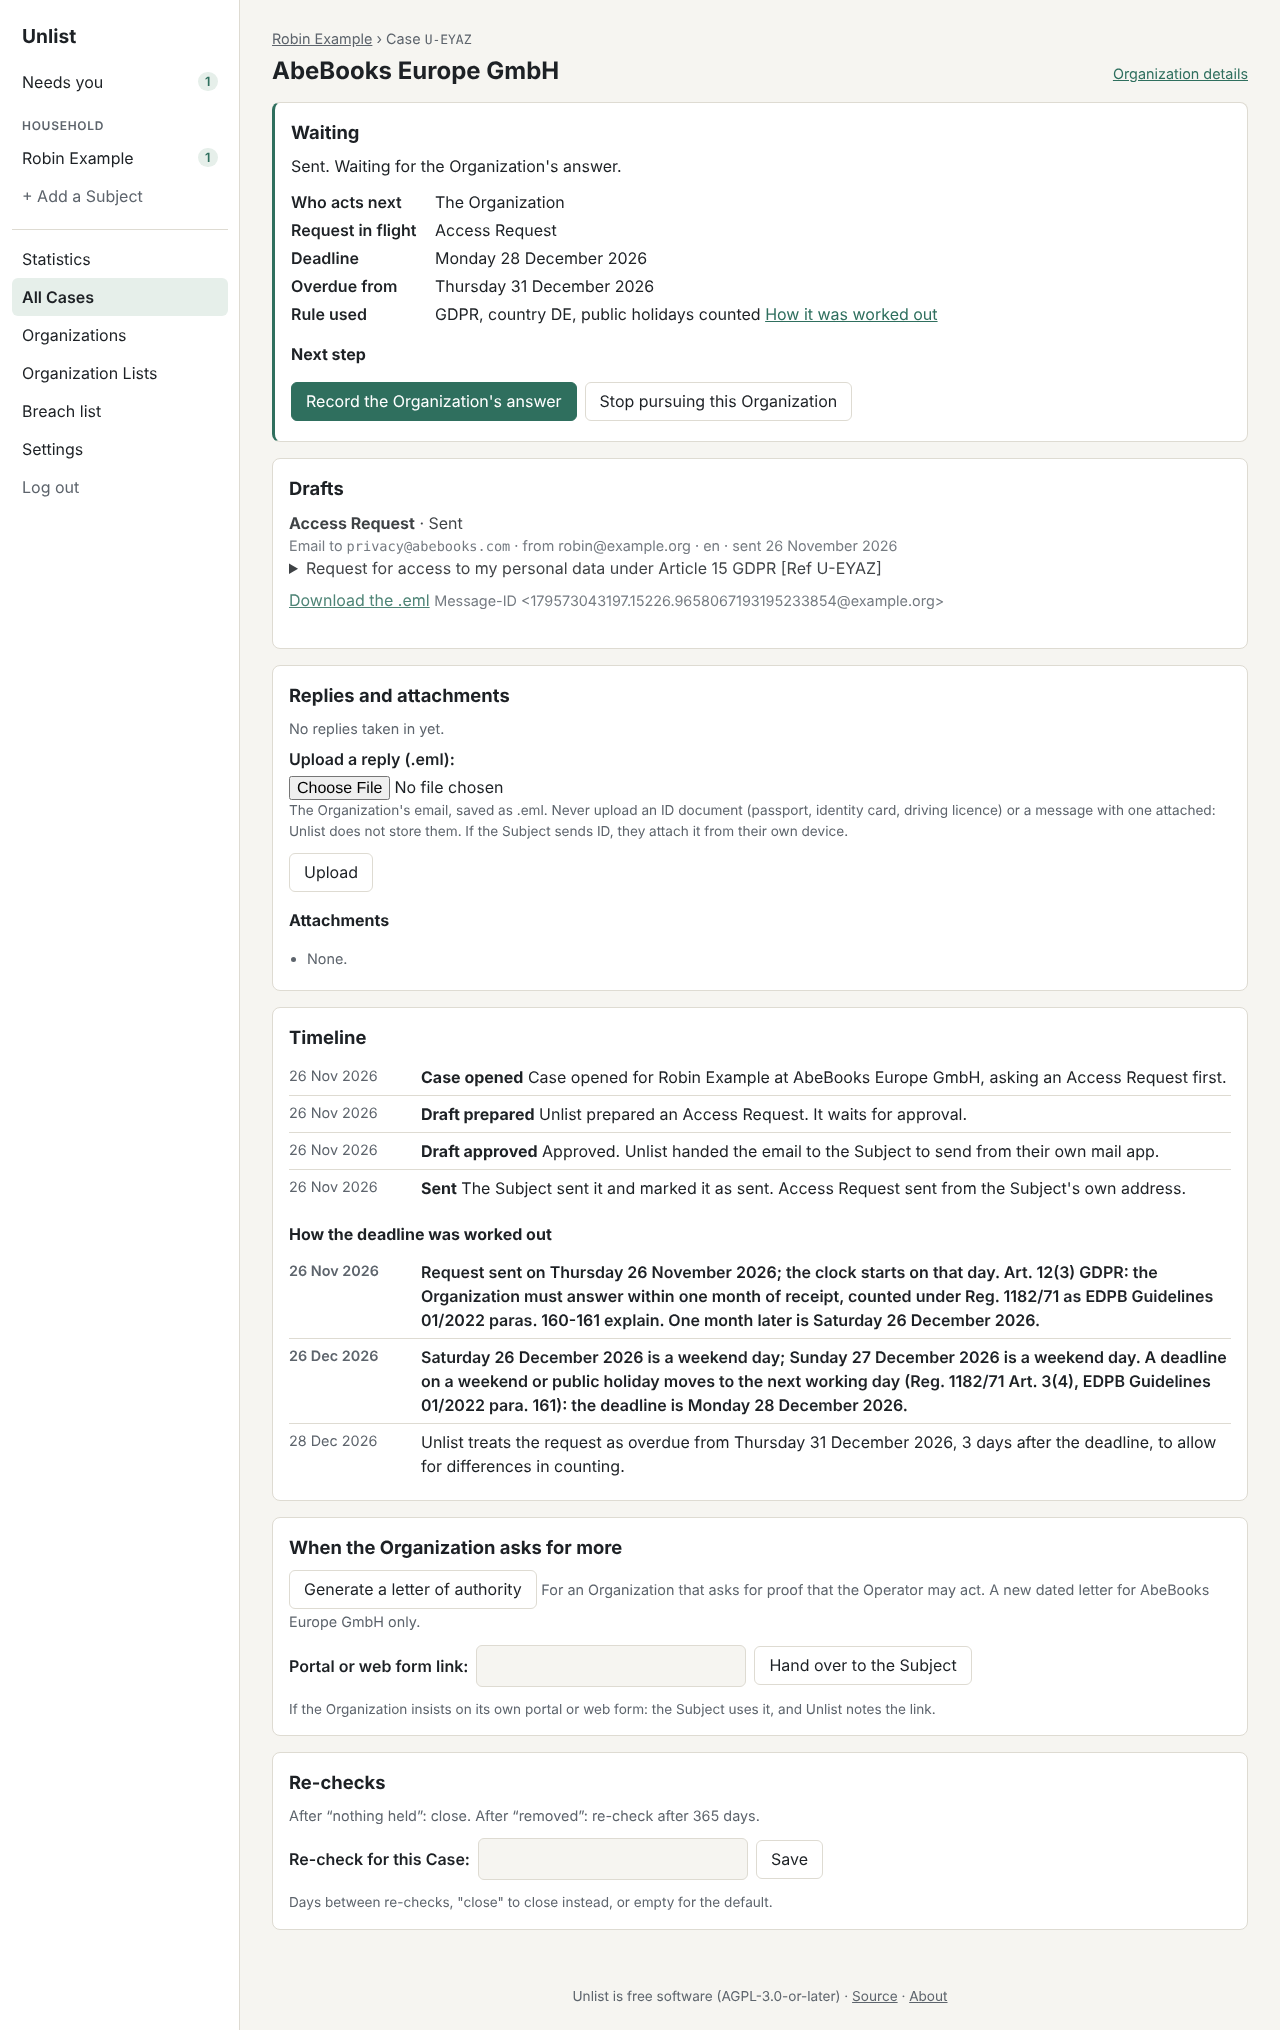 Unlist
Needs you 1
HOUSEHOLD
Robin Example 1
+ Add a Subject
Statistics
All Cases
Organizations
Organization Lists
Breach list
Settings
Log out
Robin Example › Case U-EYAZ
AbeBooks Europe GmbH
Organization details
Waiting
Sent. Waiting for the Organization's answer.
Who acts next The Organization
Request in flight Access Request
Deadline Monday 28 December 2026
Overdue from Thursday 31 December 2026
Rule used GDPR, country DE, public holidays counted How it was worked out
Next step
Record the Organization's answer Stop pursuing this Organization
Drafts
Access Request · Sent
Email to privacy@abebooks.com · from robin@example.org · en · sent 26 November 2026
▶ Request for access to my personal data under Article 15 GDPR [Ref U-EYAZ]
Download the .eml Message-ID <179573043197.15226.9658067193195233854@example.org>
Replies and attachments
No replies taken in yet.
Upload a reply (.eml):
Choose File No file chosen
The Organization's email, saved as .eml. Never upload an ID document (passport, identity card, driving licence) or a message with one attached:
Unlist does not store them. If the Subject sends ID, they attach it from their own device.
Upload
Attachments
• None.
Timeline
26 Nov 2026 Case opened Case opened for Robin Example at AbeBooks Europe GmbH, asking an Access Request first.
26 Nov 2026 Draft prepared Unlist prepared an Access Request. It waits for approval.
26 Nov 2026 Draft approved Approved. Unlist handed the email to the Subject to send from their own mail app.
26 Nov 2026 Sent The Subject sent it and marked it as sent. Access Request sent from the Subject's own address.
How the deadline was worked out
26 Nov 2026 Request sent on Thursday 26 November 2026; the clock starts on that day. Art. 12(3) GDPR: the
Organization must answer within one month of receipt, counted under Reg. 1182/71 as EDPB Guidelines
01/2022 paras. 160-161 explain. One month later is Saturday 26 December 2026.
26 Dec 2026 Saturday 26 December 2026 is a weekend day; Sunday 27 December 2026 is a weekend day. A deadline
on a weekend or public holiday moves to the next working day (Reg. 1182/71 Art. 3(4), EDPB Guidelines
01/2022 para. 161): the deadline is Monday 28 December 2026.
28 Dec 2026 Unlist treats the request as overdue from Thursday 31 December 2026, 3 days after the deadline, to allow
for differences in counting.
When the Organization asks for more
Generate a letter of authority For an Organization that asks for proof that the Operator may act. A new dated letter for AbeBooks
Europe GmbH only.
Portal or web form link: Hand over to the Subject
If the Organization insists on its own portal or web form: the Subject uses it, and Unlist notes the link.
Re-checks
After “nothing held”: close. After “removed”: re-check after 365 days.
Re-check for this Case: Save
Days between re-checks, "close" to close instead, or empty for the default.
Unlist is free software (AGPL-3.0-or-later) · Source · About